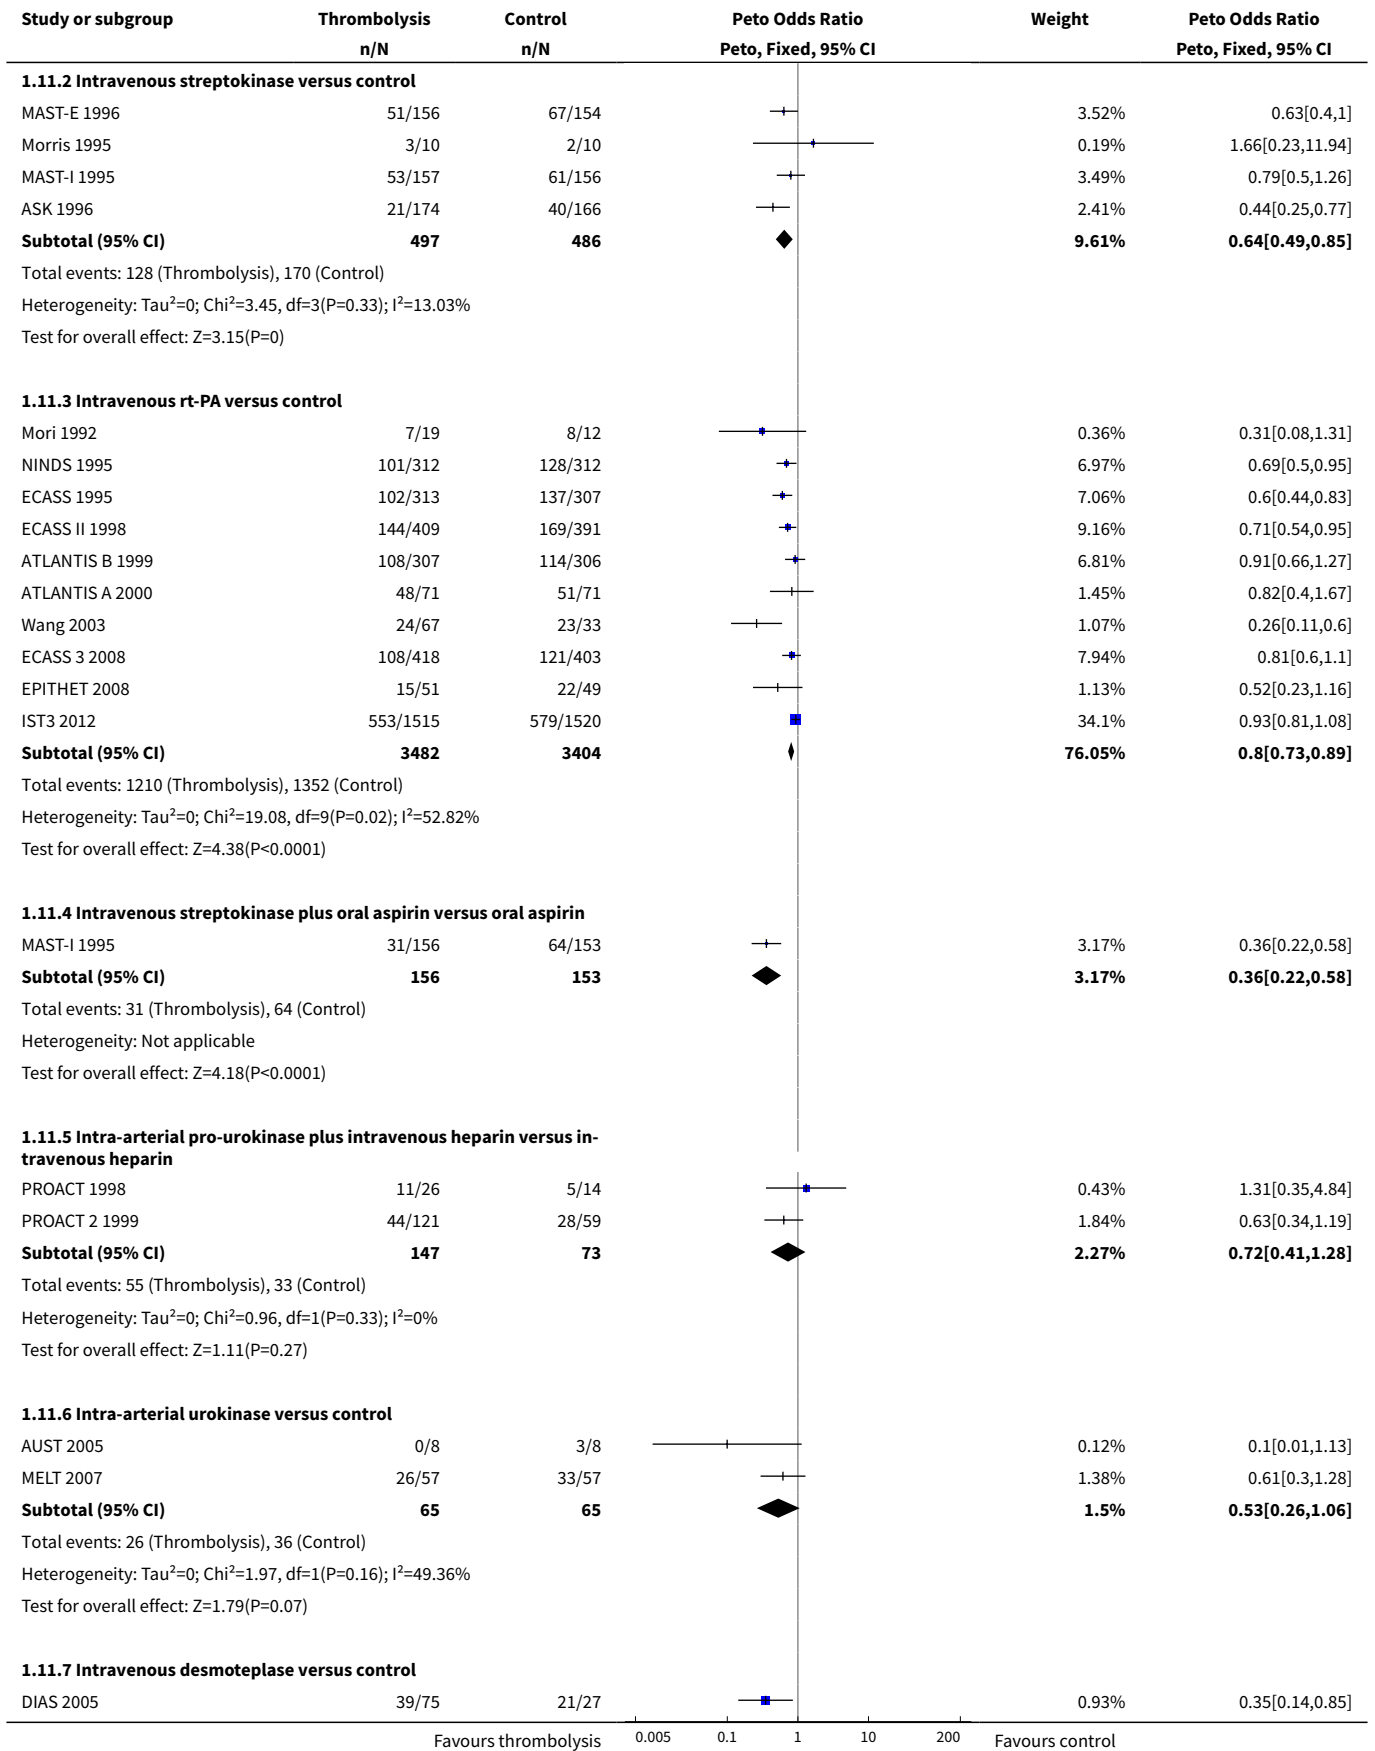 Study or subgroup Thrombolysis Control Peto Odds Ratio Weight Peto Odds Ratio
n/N n/N Peto, Fixed, 95% CI Peto, Fixed, 95% CI
1.11.2 Intravenous streptokinase versus control
MAST-E 1996 51/156 67/154 3.52% 0.63[0.4,1]
Morris 1995 3/10 2/10 0.19% 1.66[0.23,11.94]
MAST-I 1995 53/157 61/156 3.49% 0.79[0.5,1.26]
ASK 1996 21/174 40/166 2.41% 0.44[0.25,0.77]
Subtotal (95% CI) 497 486 9.61% 0.64[0.49,0.85]
Total events: 128 (Thrombolysis), 170 (Control)
Heterogeneity: Tau²=0; Chi²=3.45, df=3(P=0.33); I²=13.03%
Test for overall effect: Z=3.15(P=0)
1.11.3 Intravenous rt-PA versus control
Mori 1992 7/19 8/12 0.36% 0.31[0.08,1.31]
NINDS 1995 101/312 128/312 6.97% 0.69[0.5,0.95]
ECASS 1995 102/313 137/307 7.06% 0.6[0.44,0.83]
ECASS II 1998 144/409 169/391 9.16% 0.71[0.54,0.95]
ATLANTIS B 1999 108/307 114/306 6.81% 0.91[0.66,1.27]
ATLANTIS A 2000 48/71 51/71 1.45% 0.82[0.4,1.67]
Wang 2003 24/67 23/33 1.07% 0.26[0.11,0.6]
ECASS 3 2008 108/418 121/403 7.94% 0.81[0.6,1.1]
EPITHET 2008 15/51 22/49 1.13% 0.52[0.23,1.16]
IST3 2012 553/1515 579/1520 34.1% 0.93[0.81,1.08]
Subtotal (95% CI) 3482 3404 76.05% 0.8[0.73,0.89]
Total events: 1210 (Thrombolysis), 1352 (Control)
Heterogeneity: Tau²=0; Chi²=19.08, df=9(P=0.02); I²=52.82%
Test for overall effect: Z=4.38(P<0.0001)
1.11.4 Intravenous streptokinase plus oral aspirin versus oral aspirin
MAST-I 1995 31/156 64/153 3.17% 0.36[0.22,0.58]
Subtotal (95% CI) 156 153 3.17% 0.36[0.22,0.58]
Total events: 31 (Thrombolysis), 64 (Control)
Heterogeneity: Not applicable
Test for overall effect: Z=4.18(P<0.0001)
1.11.5 Intra-arterial pro-urokinase plus intravenous heparin versus in-
travenous heparin
PROACT 1998 11/26 5/14 0.43% 1.31[0.35,4.84]
PROACT 2 1999 44/121 28/59 1.84% 0.63[0.34,1.19]
Subtotal (95% CI) 147 73 2.27% 0.72[0.41,1.28]
Total events: 55 (Thrombolysis), 33 (Control)
Heterogeneity: Tau²=0; Chi²=0.96, df=1(P=0.33); I²=0%
Test for overall effect: Z=1.11(P=0.27)
1.11.6 Intra-arterial urokinase versus control
AUST 2005 0/8 3/8 0.12% 0.1[0.01,1.13]
MELT 2007 26/57 33/57 1.38% 0.61[0.3,1.28]
Subtotal (95% CI) 65 65 1.5% 0.53[0.26,1.06]
Total events: 26 (Thrombolysis), 36 (Control)
Heterogeneity: Tau²=0; Chi²=1.97, df=1(P=0.16); I²=49.36%
Test for overall effect: Z=1.79(P=0.07)
1.11.7 Intravenous desmoteplase versus control
DIAS 2005 39/75 21/27 0.93% 0.35[0.14,0.85]
Favours thrombolysis 0.005 0.1 1 10 200 Favours control